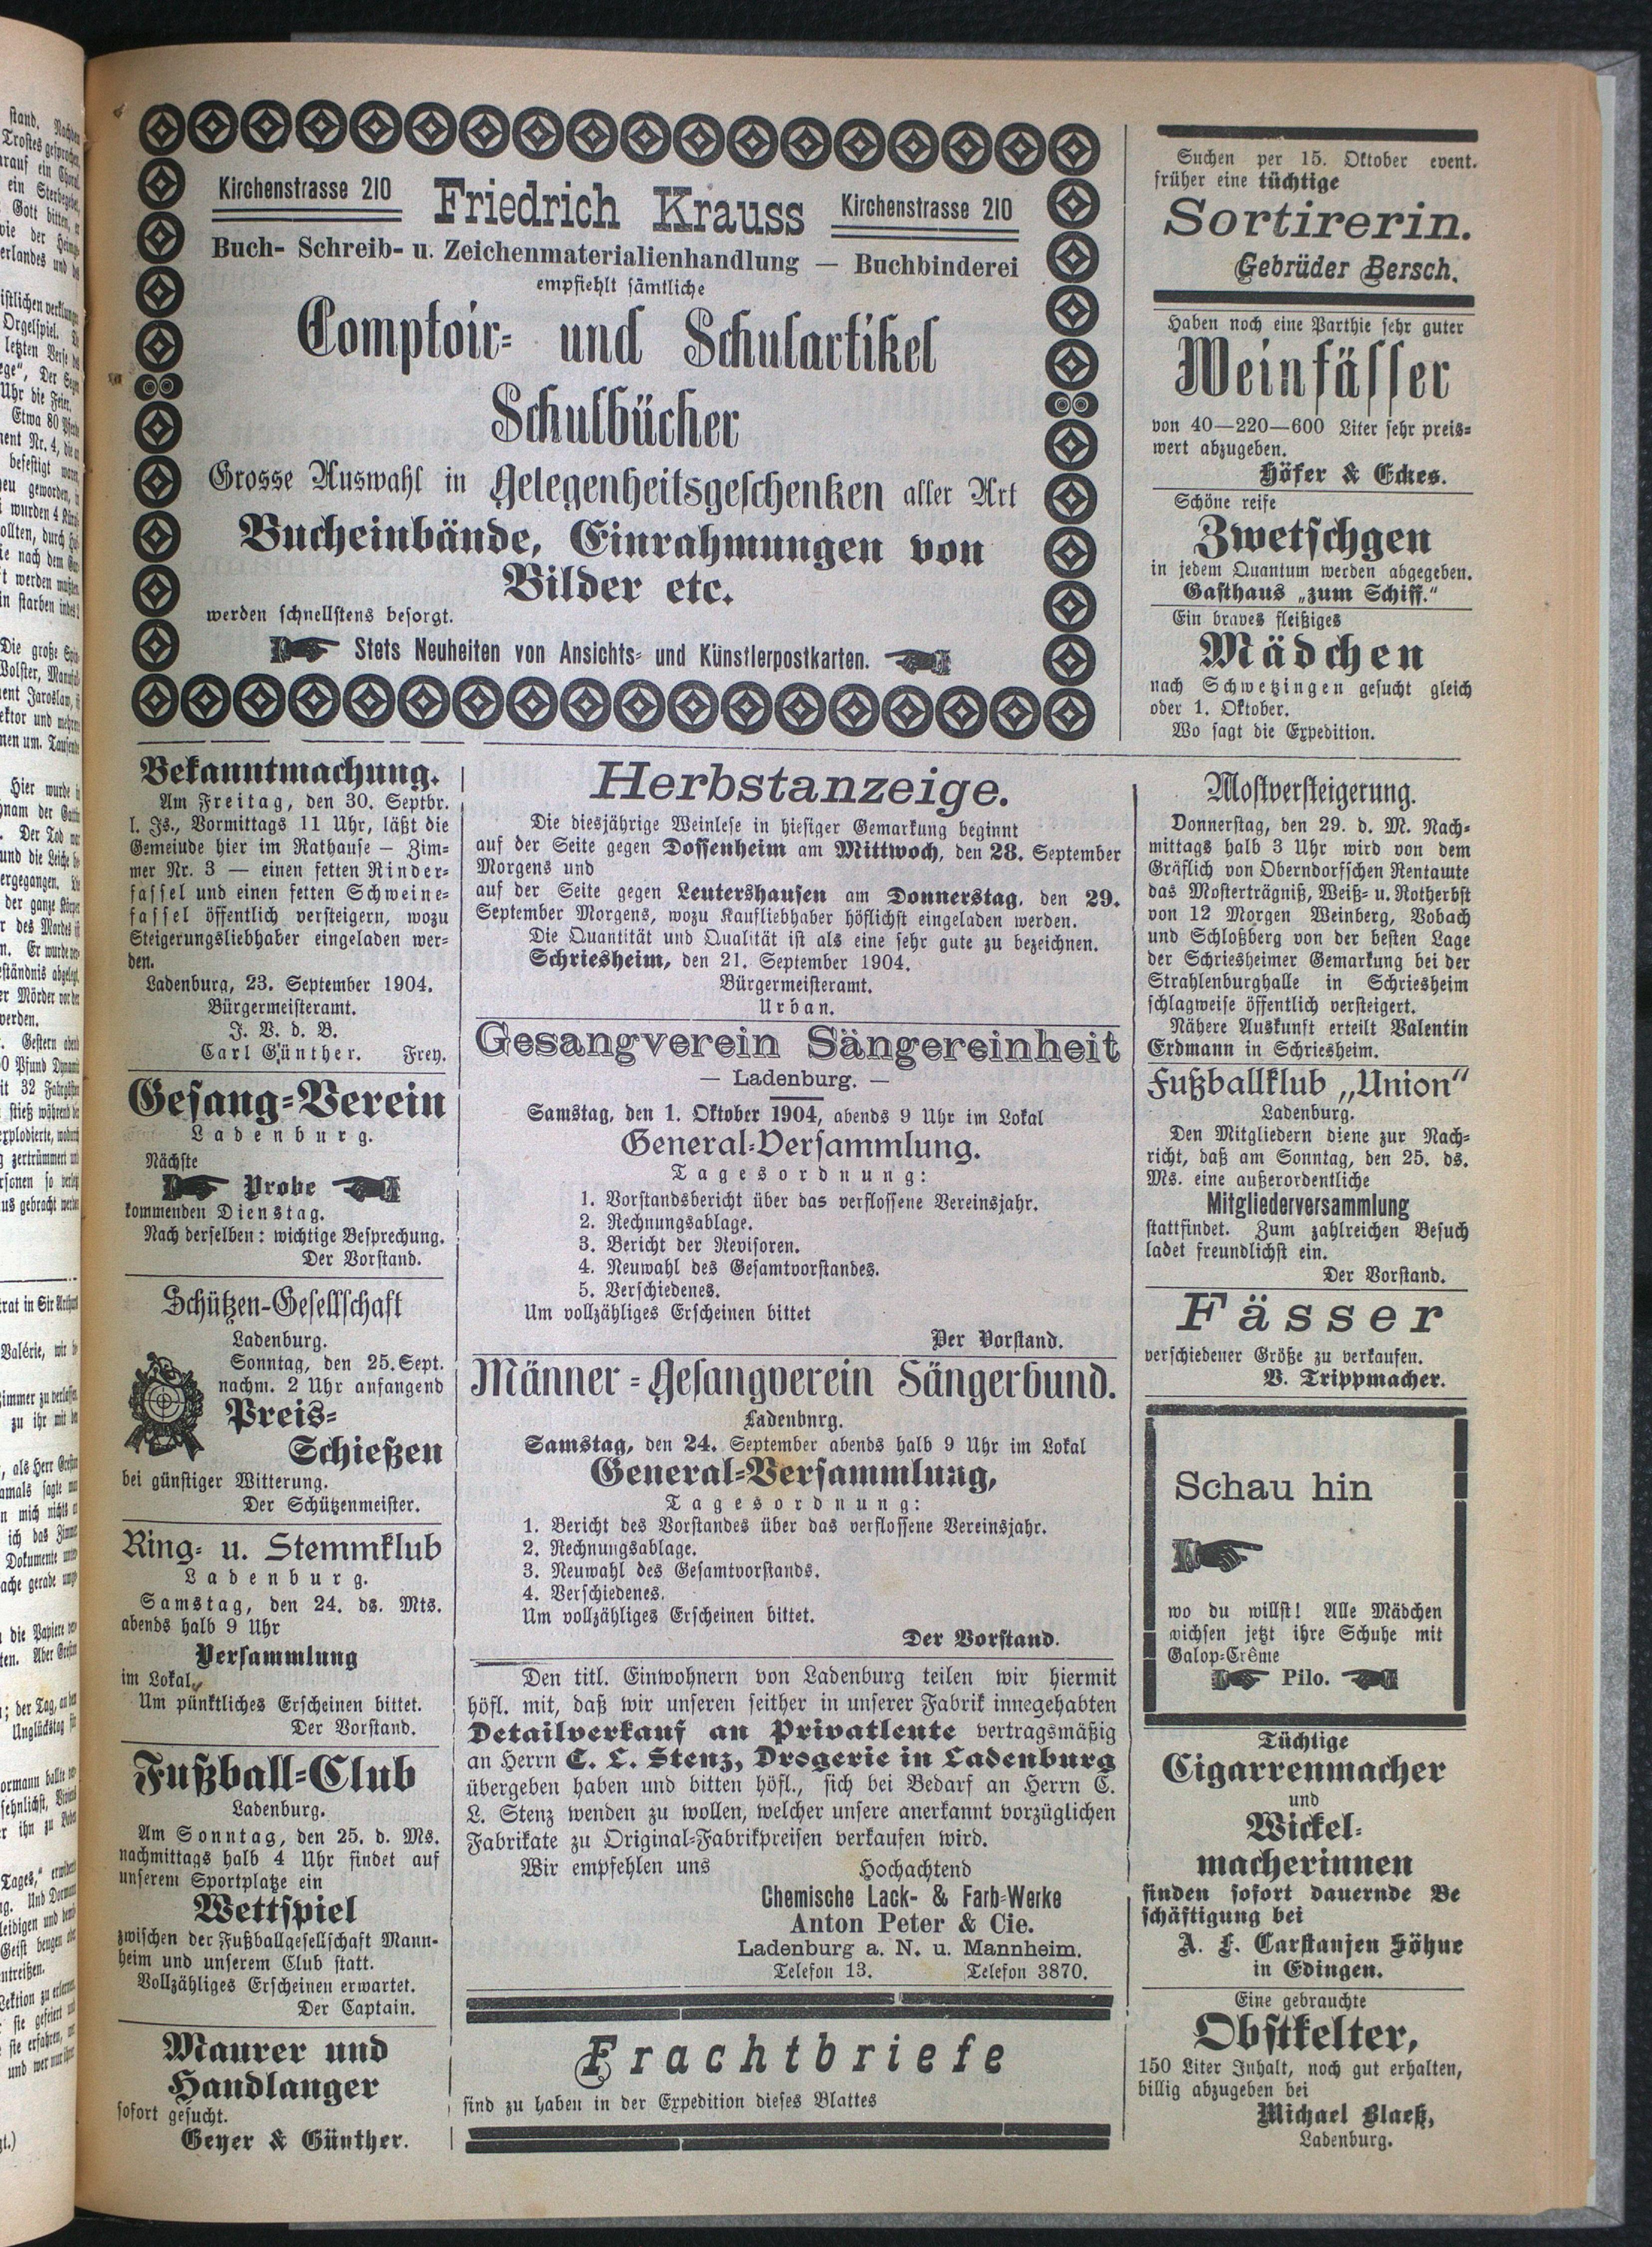 Kirchenstrasse 210 Friedrich Krauss Kirchenstrasse 210
Buch- Schreib- u. Zeichenmaterialienhandlung — Buchbinderei
empfiehlt sämtliche
Comptoir- und Schulartikel
Schulbücher
Grosse Auswahl in Gelegenheitsgeschenken aller Art
Bucheinbände, Einrahmungen von
Bilder etc.
werden schnellstens besorgt.
Stets Neuheiten von Ansichts- und Künstlerpostkarten.
Suchen per 15. Oktober event.
früher eine tüchtige
Sortirerin.
Gebrüder Bersch.
Haben noch eine Parthie sehr guter
Weinfässer
von 40—220—600 Liter sehr preis-
wert abzugeben.
Höfer & Eckes.
Schöne reife
Zwetschgen
in jedem Quantum werden abgegeben.
Gasthaus „zum Schiff.“
Ein braves fleißiges
Mädchen
nach Schwetzingen gesucht gleich
oder 1. Oktober.
Wo sagt die Expedition.
Bekanntmachung.
Am Freitag, den 30. Septbr.
l. Js., Vormittags 11 Uhr, läßt die
Gemeinde hier im Rathause — Zim-
mer Nr. 3 — einen fetten Rinder-
fassel und einen fetten Schweine-
fassel öffentlich versteigern, wozu
Steigerungsliebhaber eingeladen wer-
den.
Ladenburg, 23. September 1904.
Bürgermeisteramt.
J. V. d. B.
Carl Günther. Frey.
Gesang-Verein
Ladenburg.
Nächste
Probe
kommenden Dienstag.
Nach derselben: wichtige Besprechung.
Der Vorstand.
Schützen-Gesellschaft
Ladenburg.
Sonntag, den 25. Sept.
nachm. 2 Uhr anfangend
Preis-
Schießen
bei günstiger Witterung.
Der Schützenmeister.
Ring- u. Stemmklub
Ladenburg.
Samstag, den 24. ds. Mts.
abends halb 9 Uhr
Versammlung
im Lokal.
Um pünktliches Erscheinen bittet.
Der Vorstand.
Fußball-Club
Ladenburg.
Am Sonntag, den 25. d. Ms.
nachmittags halb 4 Uhr findet auf
unserem Sportplatze ein
Wettspiel
zwischen der Fußballgesellschaft Mann-
heim und unserem Club statt.
Vollzähliges Erscheinen erwartet.
Der Captain.
Maurer und
Handlanger
sofort gesucht.
Geyer & Günther.
Herbstanzeige.
Die diesjährige Weinlese in hiesiger Gemarkung beginnt
auf der Seite gegen Dossenheim am Mittwoch, den 28. September
Morgens und
auf der Seite gegen Leutershausen am Donnerstag, den 29.
September Morgens, wozu Kaufliebhaber höflichst eingeladen werden.
Die Quantität und Qualität ist als eine sehr gute zu bezeichnen.
Schriesheim, den 21. September 1904.
Bürgermeisteramt.
Urban.
Gesangverein Sängereinheit
— Ladenburg. —
Samstag, den 1. Oktober 1904, abends 9 Uhr im Lokal
General-Versammlung.
Tagesordnung:
1. Vorstandsbericht über das verflossene Vereinsjahr.
2. Rechnungsablage.
3. Bericht der Revisoren.
4. Neuwahl des Gesamtvorstandes.
5. Verschiedenes.
Um vollzähliges Erscheinen bittet
Der Vorstand.
Männer-Gesangverein Sängerbund.
Ladenbnrg.
Samstag, den 24. September abends halb 9 Uhr im Lokal
General-Versammlung,
Tagesordnung:
1. Bericht des Vorstandes über das verflossene Vereinsjahr.
2. Rechnungsablage.
3. Neuwahl des Gesamtvorstands.
4. Verschiedenes.
Um vollzähliges Erscheinen bittet.
Der Vorstand.
Den titl. Einwohnern von Ladenburg teilen wir hiermit
höfl. mit, daß wir unseren seither in unserer Fabrik innegehabten
Detailverkauf an Privatleute vertragsmäßig
an Herrn C. L. Stenz, Drogerie in Ladenburg
übergeben haben und bitten höfl., sich bei Bedarf an Herrn C.
L. Stenz wenden zu wollen, welcher unsere anerkannt vorzüglichen
Fabrikate zu Original-Fabrikpreisen verkaufen wird.
Wir empfehlen uns Hochachtend
Chemische Lack- & Farb-Werke
Anton Peter & Cie.
Ladenburg a. N. u. Mannheim.
Telefon 13. Telefon 3870.
Frachtbriefe
sind zu haben in der Expedition dieses Blattes
Mostversteigerung.
Donnerstag, den 29. d. M. Nach-
mittags halb 3 Uhr wird von dem
Gräflich von Oberndorfschen Rentamte
das Mosterträgniß, Weiß- u. Rotherbst
von 12 Morgen Weinberg, Vobach
und Schloßberg von der besten Lage
der Schriesheimer Gemarkung bei der
Strahlenburghalle in Schriesheim
schlagweise öffentlich versteigert.
Nähere Auskunft erteilt Valentin
Erdmann in Schriesheim.
Fußballklub „Union“
Ladenburg.
Den Mitgliedern diene zur Nach-
richt, daß am Sonntag, den 25. ds.
Ms. eine außerordentliche
Mitgliederversammlung
stattfindet. Zum zahlreichen Besuch
ladet freundlichst ein.
Der Vorstand.
Fässer
verschiedener Größe zu verkaufen.
V. Trippmacher.
Schau hin
wo du willst! Alle Mädchen
wichsen jetzt ihre Schuhe mit
Galop-Crême
Pilo.
Tüchtige
Cigarrenmacher
und
Wickel-
macherinnen
finden sofort dauernde Be
schäftigung bei
A. F. Carstanjen Söhne
in Edingen.
Eine gebrauchte
Obstkelter,
150 Liter Inhalt, noch gut erhalten,
billig abzugeben bei
Michael Blaeß,
Ladenburg.